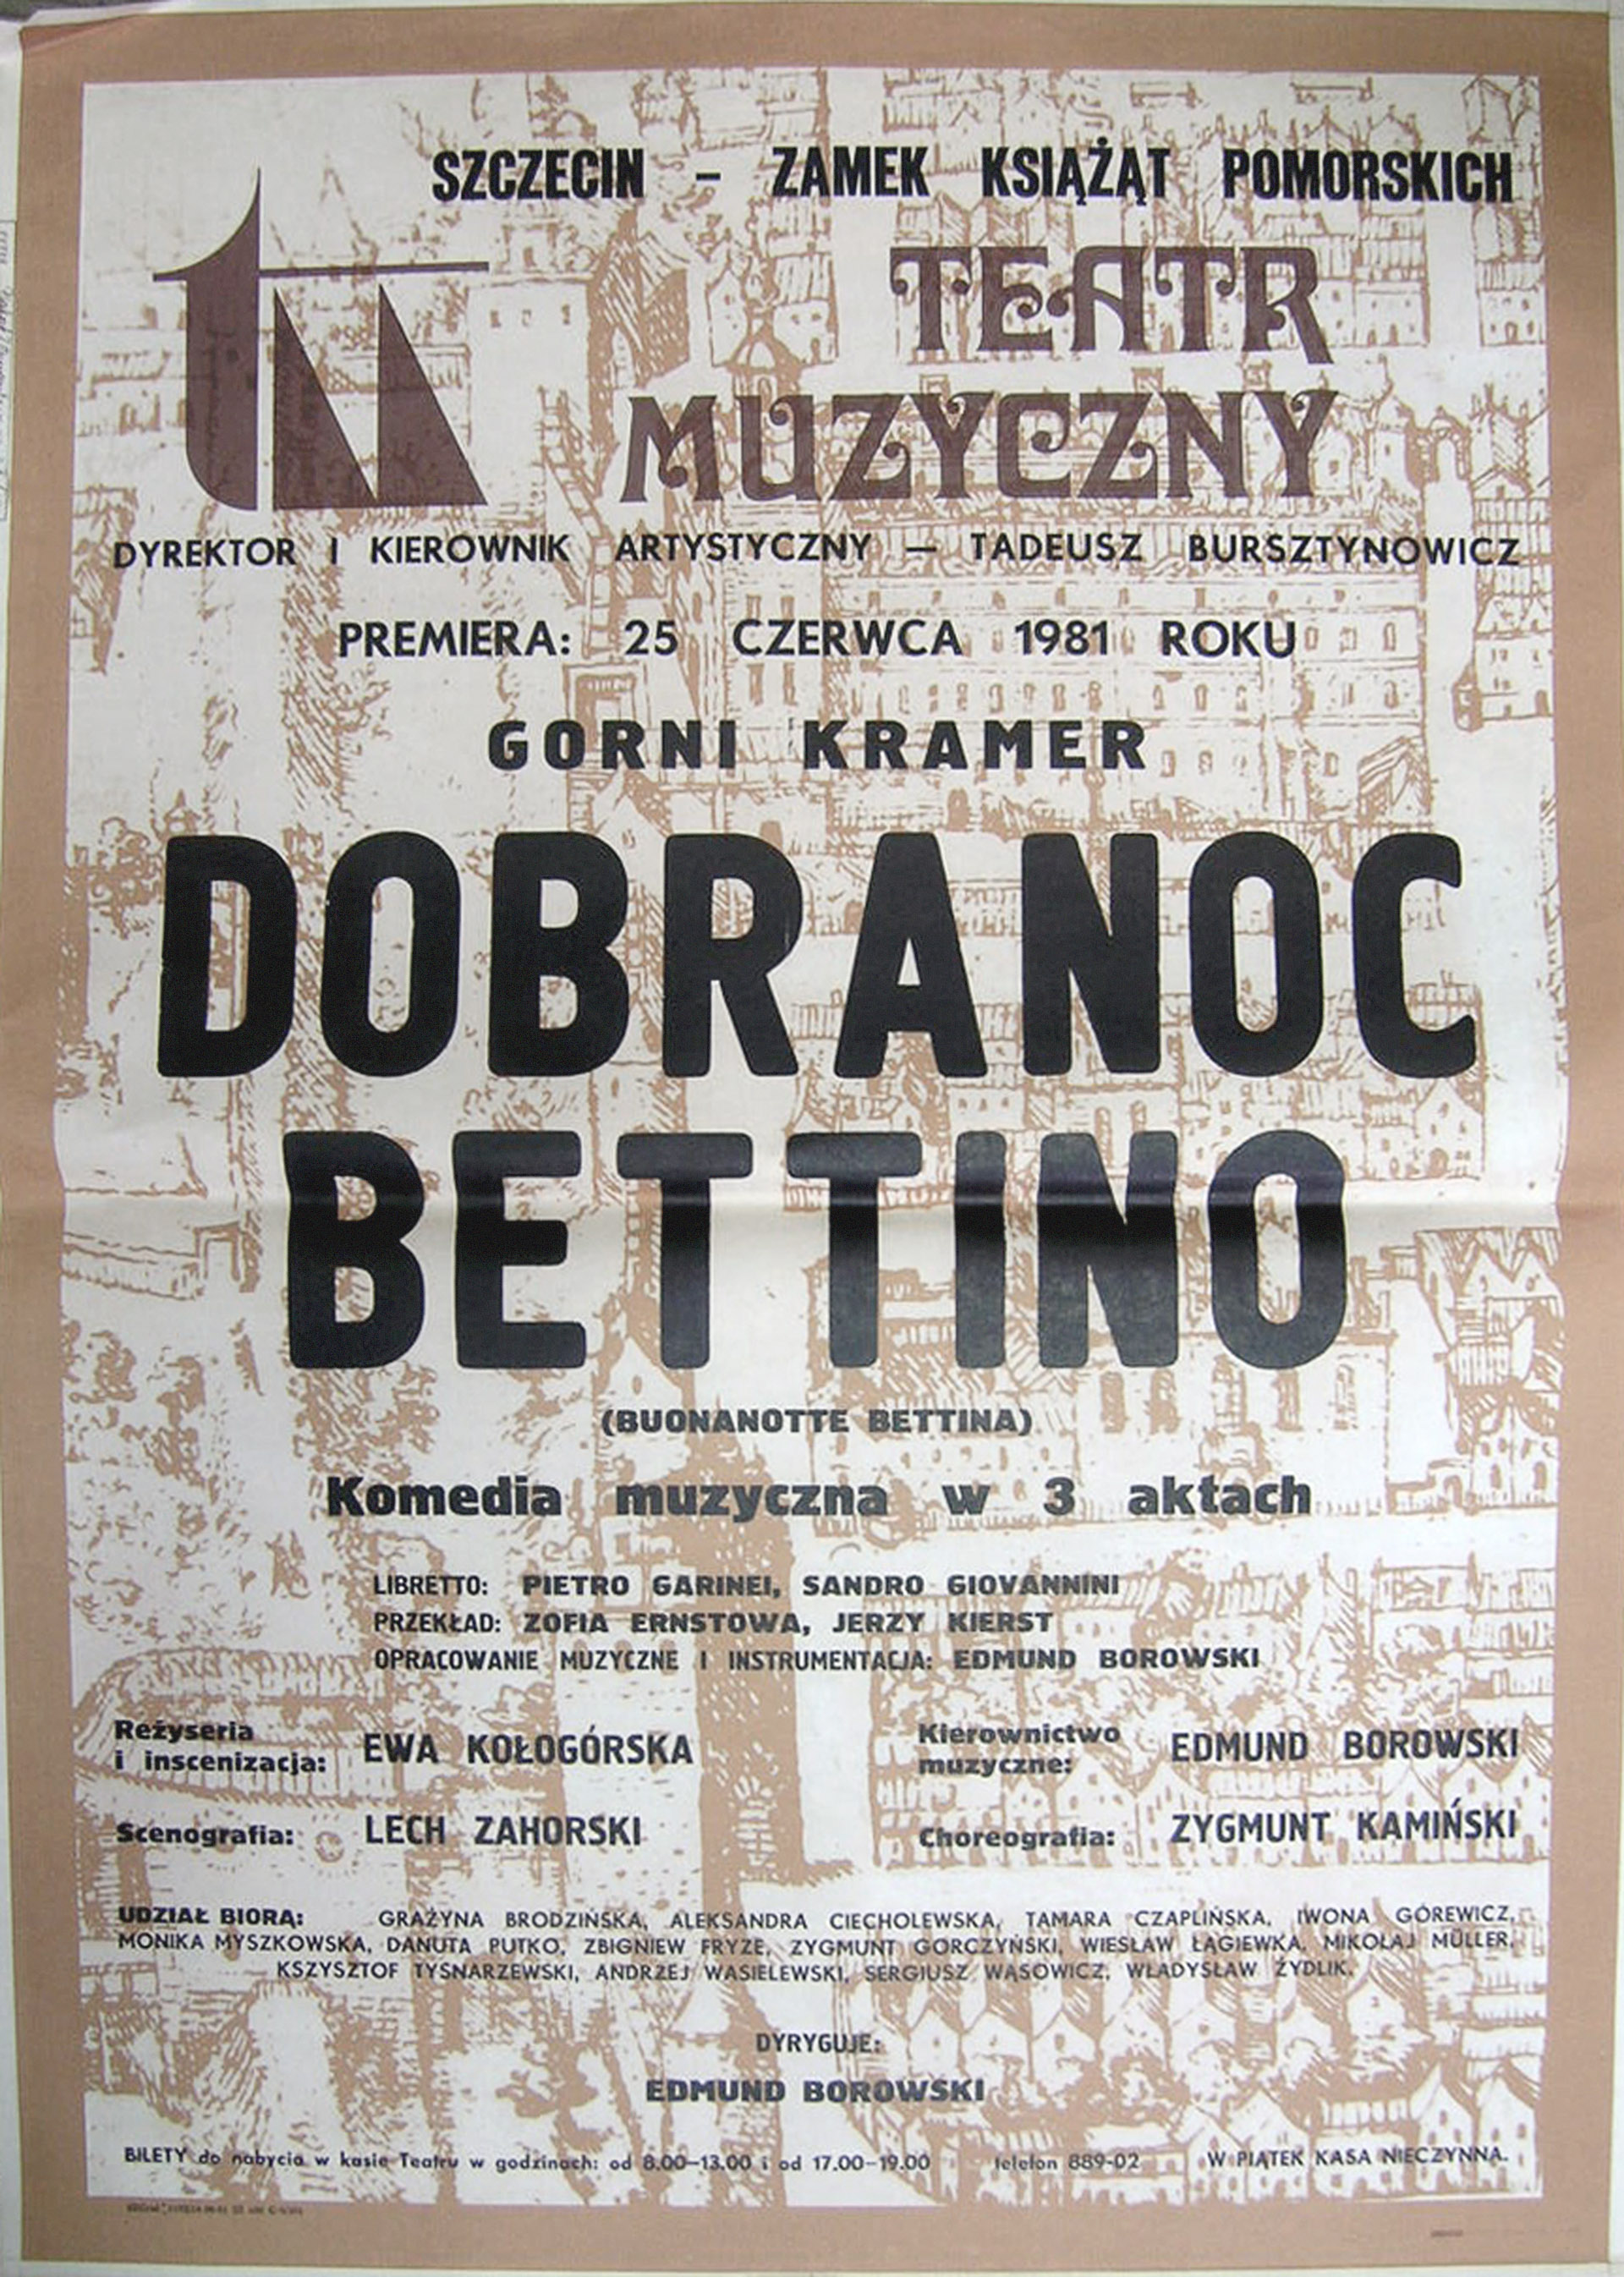 SZCZECIN – ZAMEK KSIĄŻĄT POMORSKICH
TEATR
MUZYCZNY
DYREKTOR I KIEROWNIK ARTYSTYCZNY — TADEUSZ BURSZTYNOWICZ
PREMIERA: 25 CZERWCA 1981 ROKU
GORNI KRAMER
DOBRANOC
BETTINO
(BUONANOTTE BETTINA)
Komedia muzyczna w 3 aktach
LIBRETTO: PIETRO GARINEI, SANDRO GIOVANNINI
PRZEKŁAD: ZOFIA ERNSTOWA, JERZY KIERST
OPRACOWANIE MUZYCZNE I INSTRUMENTACJA: EDMUND BOROWSKI
Reżyseria
i inscenizacja: EWA KOŁOGÓRSKA
Kierownictwo
muzyczne: EDMUND BOROWSKI
Scenografia: LECH ZAHORSKI
Choreografia: ZYGMUNT KAMIŃSKI
UDZIAŁ BIORĄ: GRAŻYNA BRODZIŃSKA, ALEKSANDRA CIECHOLEWSKA, TAMARA CZAPLIŃSKA, IWONA GÓREWICZ,
MONIKA MYSZKOWSKA, DANUTA PUTKO, ZBIGNIEW FRYZE, ZYGMUNT GORCZYŃSKI, WIESŁAW ŁĄGIEWKA, MIKOŁAJ MÜLLER,
KSZYSZTOF TYSNARZEWSKI, ANDRZEJ WASIELEWSKI, SERGIUSZ WĄSOWICZ, WŁADYSŁAW ŻYDLIK.
DYRYGUJE:
EDMUND BOROWSKI
BILETY do nabycia w kasie Teatru w godzinach: od 8.00–13.00 i od 17.00–19.00 telefon 889-02 W PIĄTEK KASA NIECZYNNA.